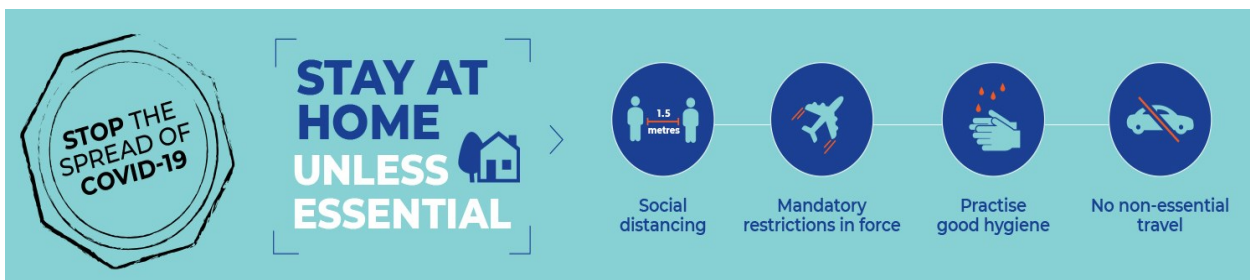 STOP THE
SPREAD OF
COVID-19
STAY AT
HOME
UNLESS
ESSENTIAL
1.5
metres
Social
distancing
Mandatory
restrictions in force
Practise
good hygiene
No non-essential
travel